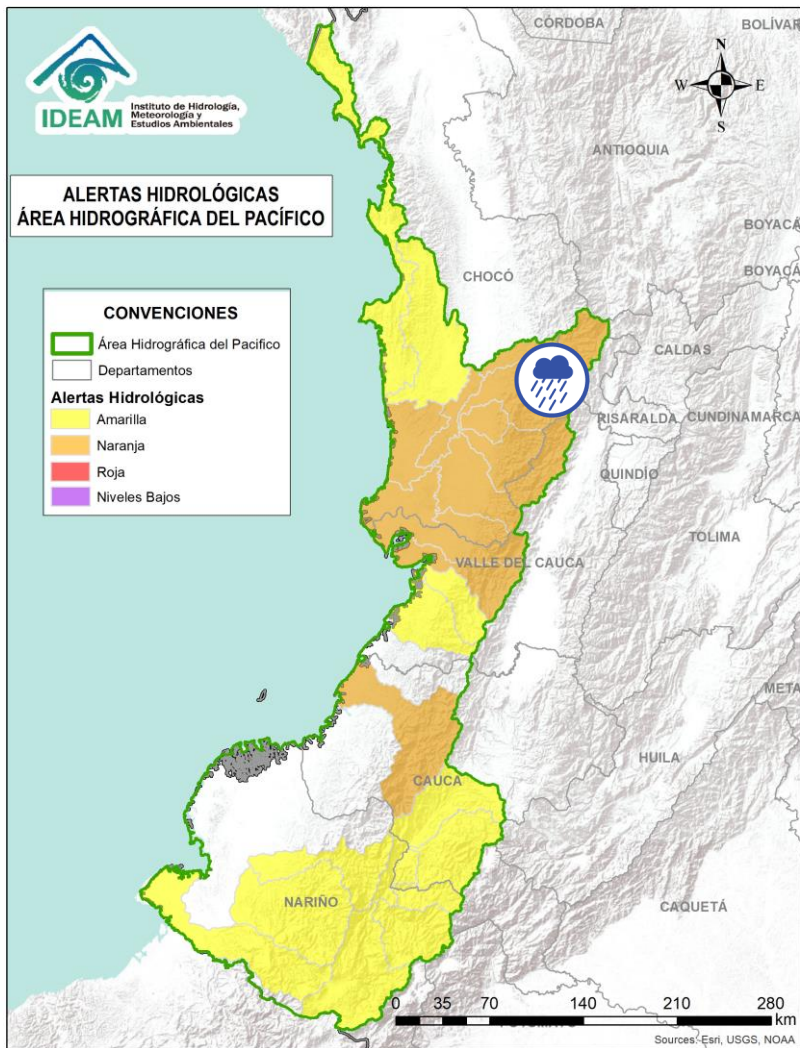 IDEAM
Instituto de Hidrología,
Meteorología y
Estudios Ambientales
ALERTAS HIDROLÓGICAS
ÁREA HIDROGRÁFICA DEL PACÍFICO
CONVENCIONES
Área Hidrográfica del Pacifico
Departamentos
Alertas Hidrológicas
Amarilla
Naranja
Roja
Niveles Bajos
CÓRDOBA
BOLÍVAR
N
W
E
S
ANTIOQUIA
BOYACÁ
CHOCÓ
BOYACÁ
CALDAS
RISARALDA
CUNDINAMARCA
QUINDÍO
TOLIMA
VALLE DEL CAUCA
META
HUILA
CAUCA
NARIÑO
CAQUETÁ
0 35 70 140 210 280
km
Sources: Esri, USGS, NOAA